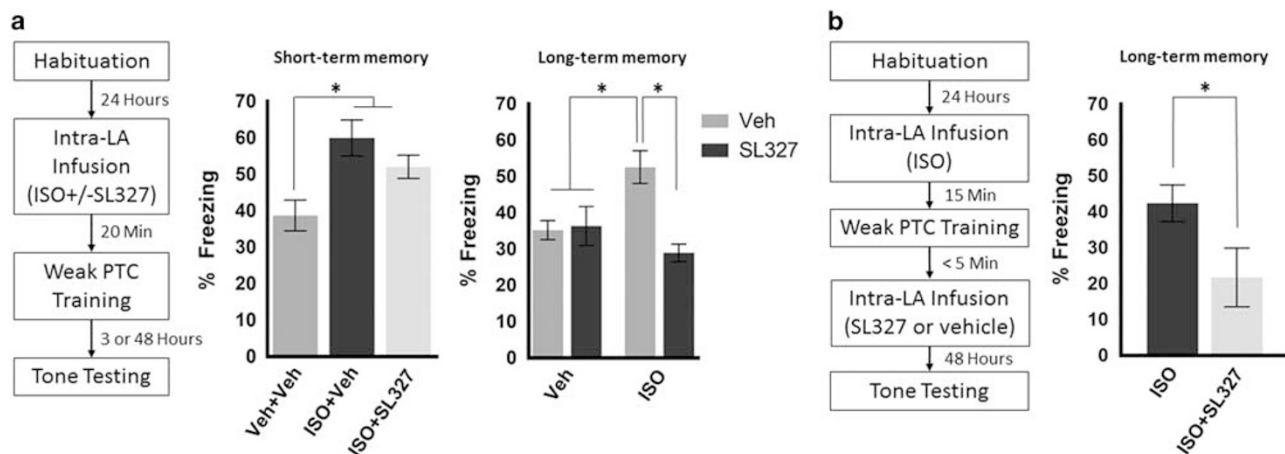 a
Habituation
24 Hours
Intra-LA
Infusion
(ISO+/-SL327)
20 Min
Weak PTC
Training
3 or 48 Hours
Tone Testing
Short-term memory
*
% Freezing
70
60
50
40
30
20
10
0
Veh+Veh
ISO+Veh
ISO+SL327
Long-term memory
* *
% Freezing
70
60
50
40
30
20
10
0
Veh
ISO
Veh
SL327
b
Habituation
24 Hours
Intra-LA Infusion
(ISO)
15 Min
Weak PTC Training
< 5 Min
Intra-LA Infusion
(SL327 or vehicle)
48 Hours
Tone Testing
Long-term memory
*
% Freezing
70
60
50
40
30
20
10
0
ISO
ISO+SL327